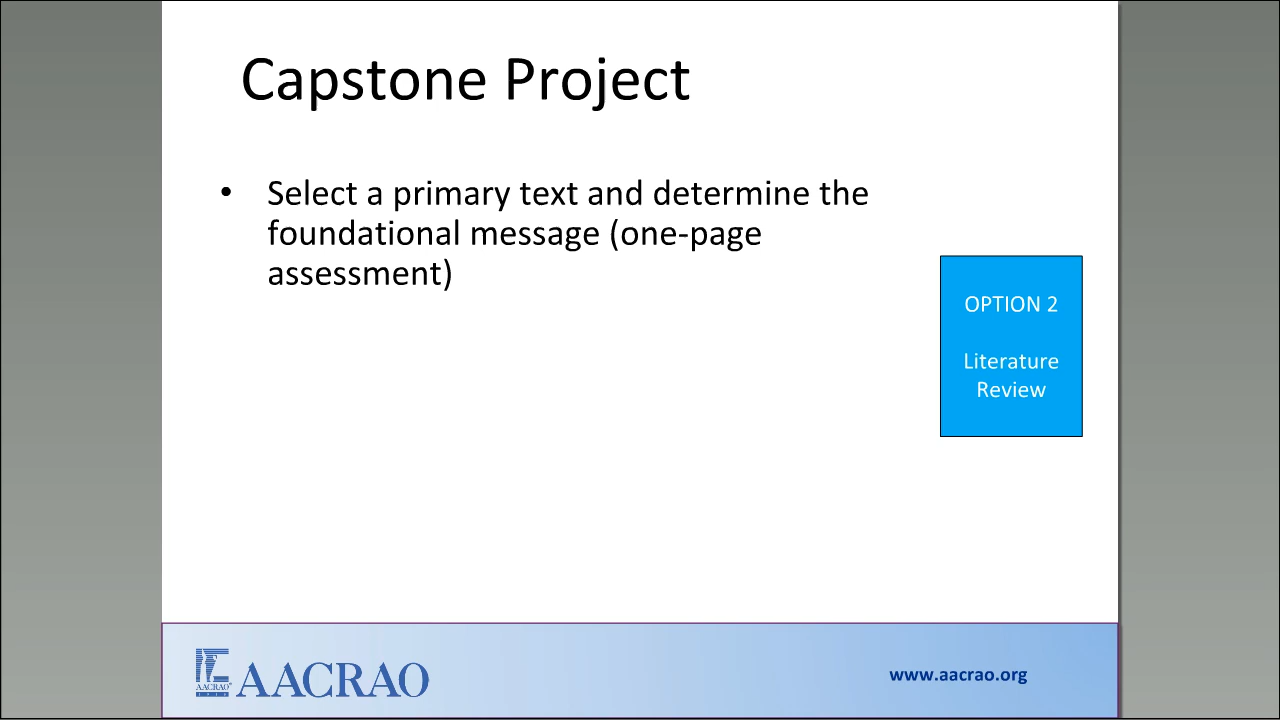 Capstone Project
• Select a primary text and determine the
foundational message (one-page
assessment)
OPTION 2
Literature
Review
AACRAO
AACRAO
www.aacrao.org